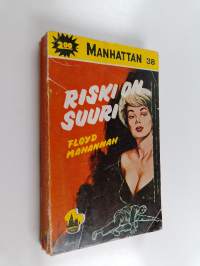 MANHATTAN 38
RISKI ON
SUURI
FLOYD
MAHANNAH